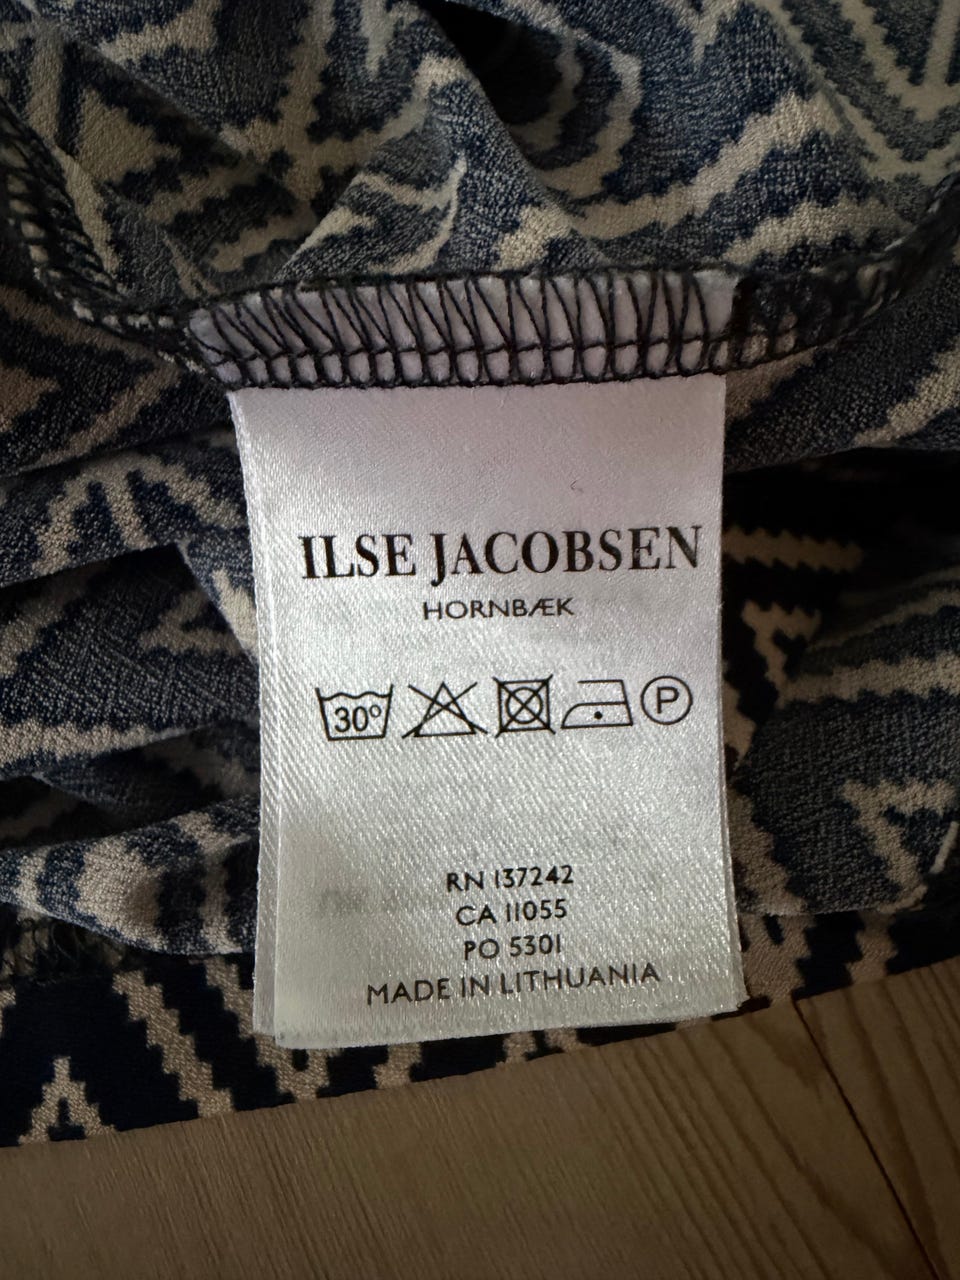 ILSE JACOBSEN
HORNBÆK
30° P
RN 137242
CA 11055
PO 5301
MADE IN LITHUANIA